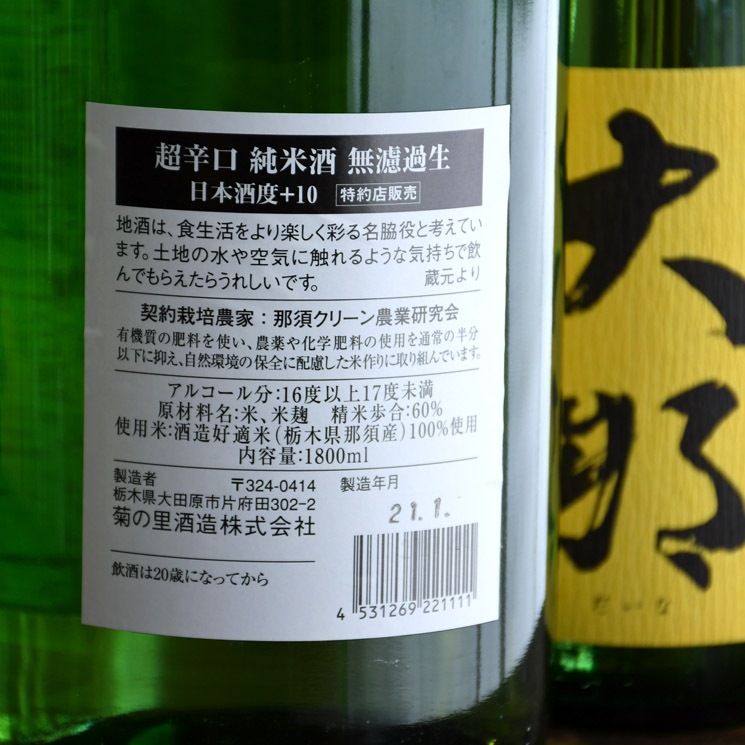 超辛口 純米酒 無濾過生
日本酒度+10 特約店販売
地酒は、食生活をより楽しく彩る名脇役と考えてい
ます。土地の水や空気に触れるような気持ちで飲
んでもらえたらうれしいです。 蔵元より
契約栽培農家：那須クリーン農業研究会
有機質の肥料を使い、農薬や化学肥料の使用を通常の半分
以下に抑え、自然環境の保全に配慮した米作りに取り組んでいます。
アルコール分：16度以上17度未満
原材料名：米、米麹 精米歩合：60%
使用米：酒造好適米（栃木県那須産）100%使用
内容量：1800ml
製造者 〒324-0414
栃木県大田原市片府田302-2
菊の里酒造株式会社
製造年月
21.1.
飲酒は20歳になってから
4 531269 221111
大那
だいな